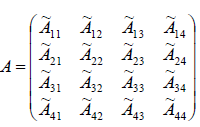 A = ( Ã₁₁ Ã₁₂ Ã₁₃ Ã₁₄
Ã₂₁ Ã₂₂ Ã₂₃ Ã₂₄
Ã₃₁ Ã₃₂ Ã₃₃ Ã₃₄
Ã₄₁ Ã₄₂ Ã₄₃ Ã₄₄ )